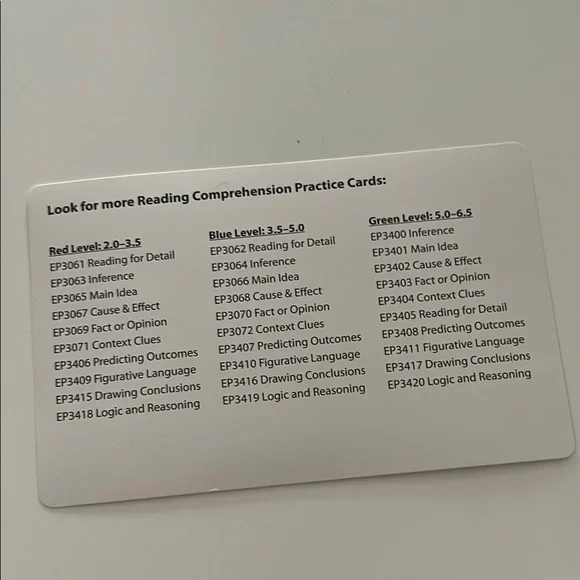 Look for more Reading Comprehension Practice Cards:
Red Level: 2.0–3.5
EP3061 Reading for Detail
EP3063 Inference
EP3065 Main Idea
EP3067 Cause & Effect
EP3069 Fact or Opinion
EP3071 Context Clues
EP3406 Predicting Outcomes
EP3409 Figurative Language
EP3415 Drawing Conclusions
EP3418 Logic and Reasoning
Blue Level: 3.5–5.0
EP3062 Reading for Detail
EP3064 Inference
EP3066 Main Idea
EP3068 Cause & Effect
EP3070 Fact or Opinion
EP3072 Context Clues
EP3407 Predicting Outcomes
EP3410 Figurative Language
EP3416 Drawing Conclusions
EP3419 Logic and Reasoning
Green Level: 5.0–6.5
EP3400 Inference
EP3401 Main Idea
EP3402 Cause & Effect
EP3403 Fact or Opinion
EP3404 Context Clues
EP3405 Reading for Detail
EP3408 Predicting Outcomes
EP3411 Figurative Language
EP3417 Drawing Conclusions
EP3420 Logic and Reasoning